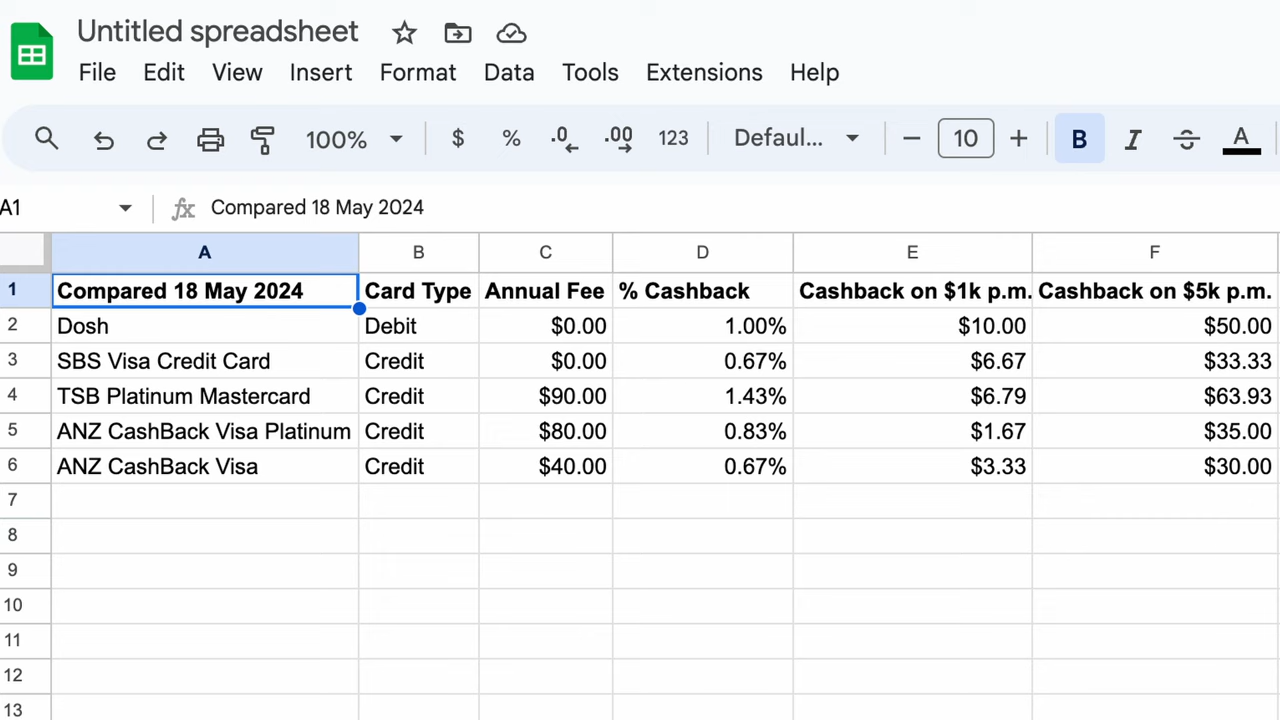 Untitled spreadsheet
File Edit View Insert Format Data Tools Extensions Help
100% $ % .0 .00 123 Defaul... 10 B I S A
A1 fx Compared 18 May 2024
A B C D E F
1 Compared 18 May 2024 Card Type Annual Fee % Cashback Cashback on $1k p.m. Cashback on $5k p.m.
2 Dosh Debit $0.00 1.00% $10.00 $50.00
3 SBS Visa Credit Card Credit $0.00 0.67% $6.67 $33.33
4 TSB Platinum Mastercard Credit $90.00 1.43% $6.79 $63.93
5 ANZ CashBack Visa Platinum Credit $80.00 0.83% $1.67 $35.00
6 ANZ CashBack Visa Credit $40.00 0.67% $3.33 $30.00
7
8
9
10
11
12
13